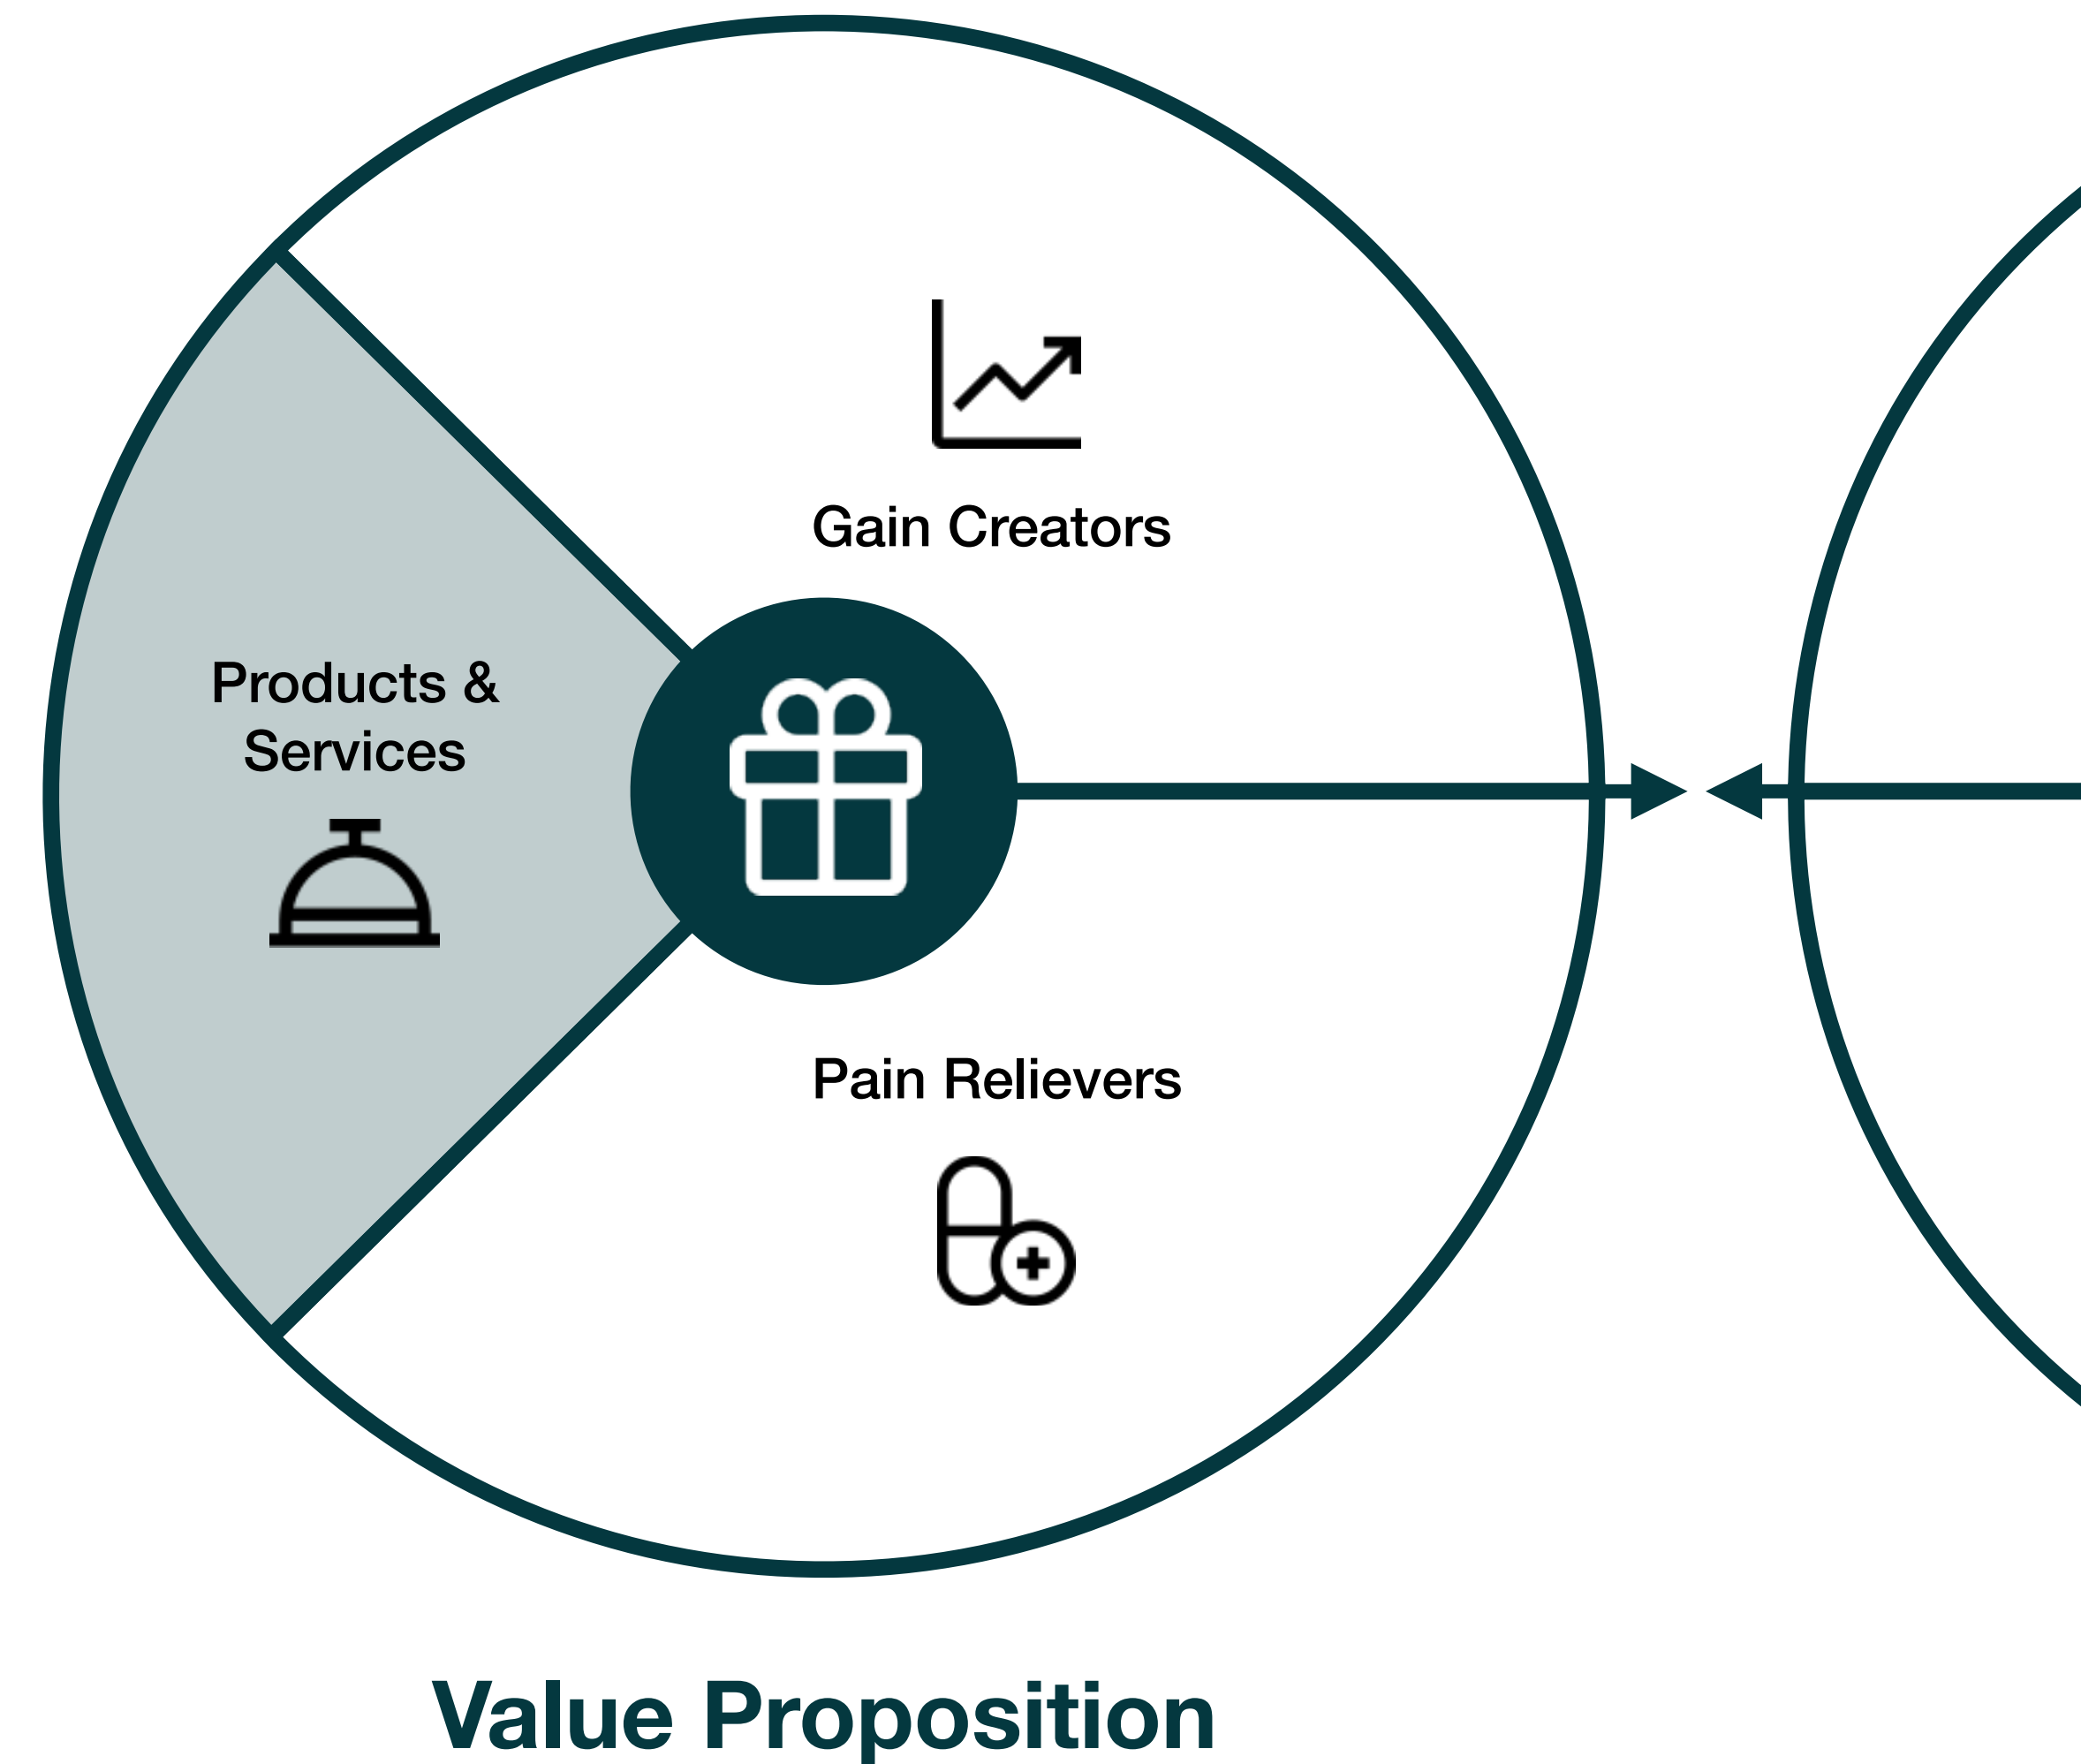 Gain Creators
Products &
Services
Pain Relievers
Value Proposition